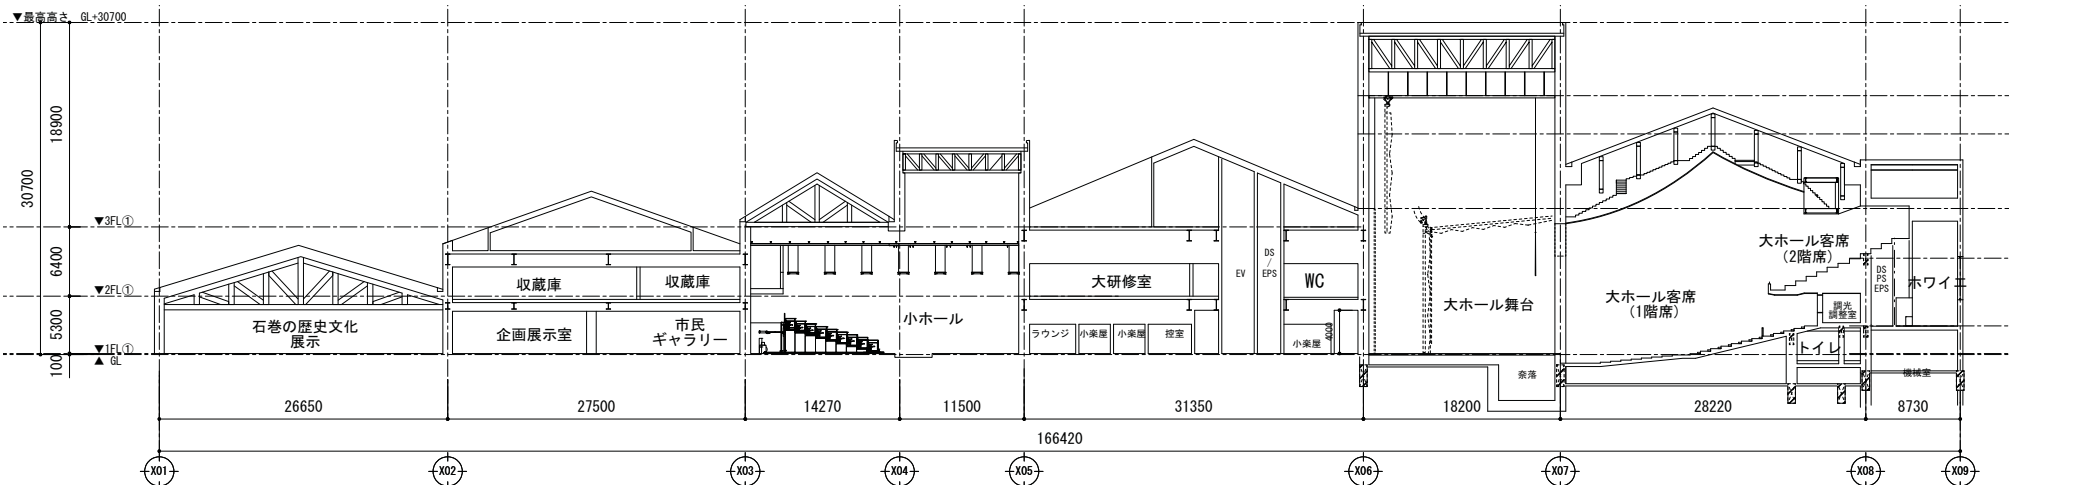 ▼最高高さ GL+30700
18900
30700
▼3FL①
6400
▼2FL①
5300
▼1FL①
▲ GL
100
石巻の歴史文化
展示
収蔵庫
収蔵庫
企画展示室
市民
ギャラリー
小ホール
大研修室
EV
DS
/
EPS
WC
ラウンジ
小楽屋
小楽屋
控室
小楽屋
4000
大ホール舞台
奈落
大ホール客席
(2階席)
大ホール客席
(1階席)
調光
調整室
DS
PS
EPS
ホワイエ
トイレ
機械室
26650
27500
14270
11500
31350
18200
28220
8730
166420
X01
X02
X03
X04
X05
X06
X07
X08
X09